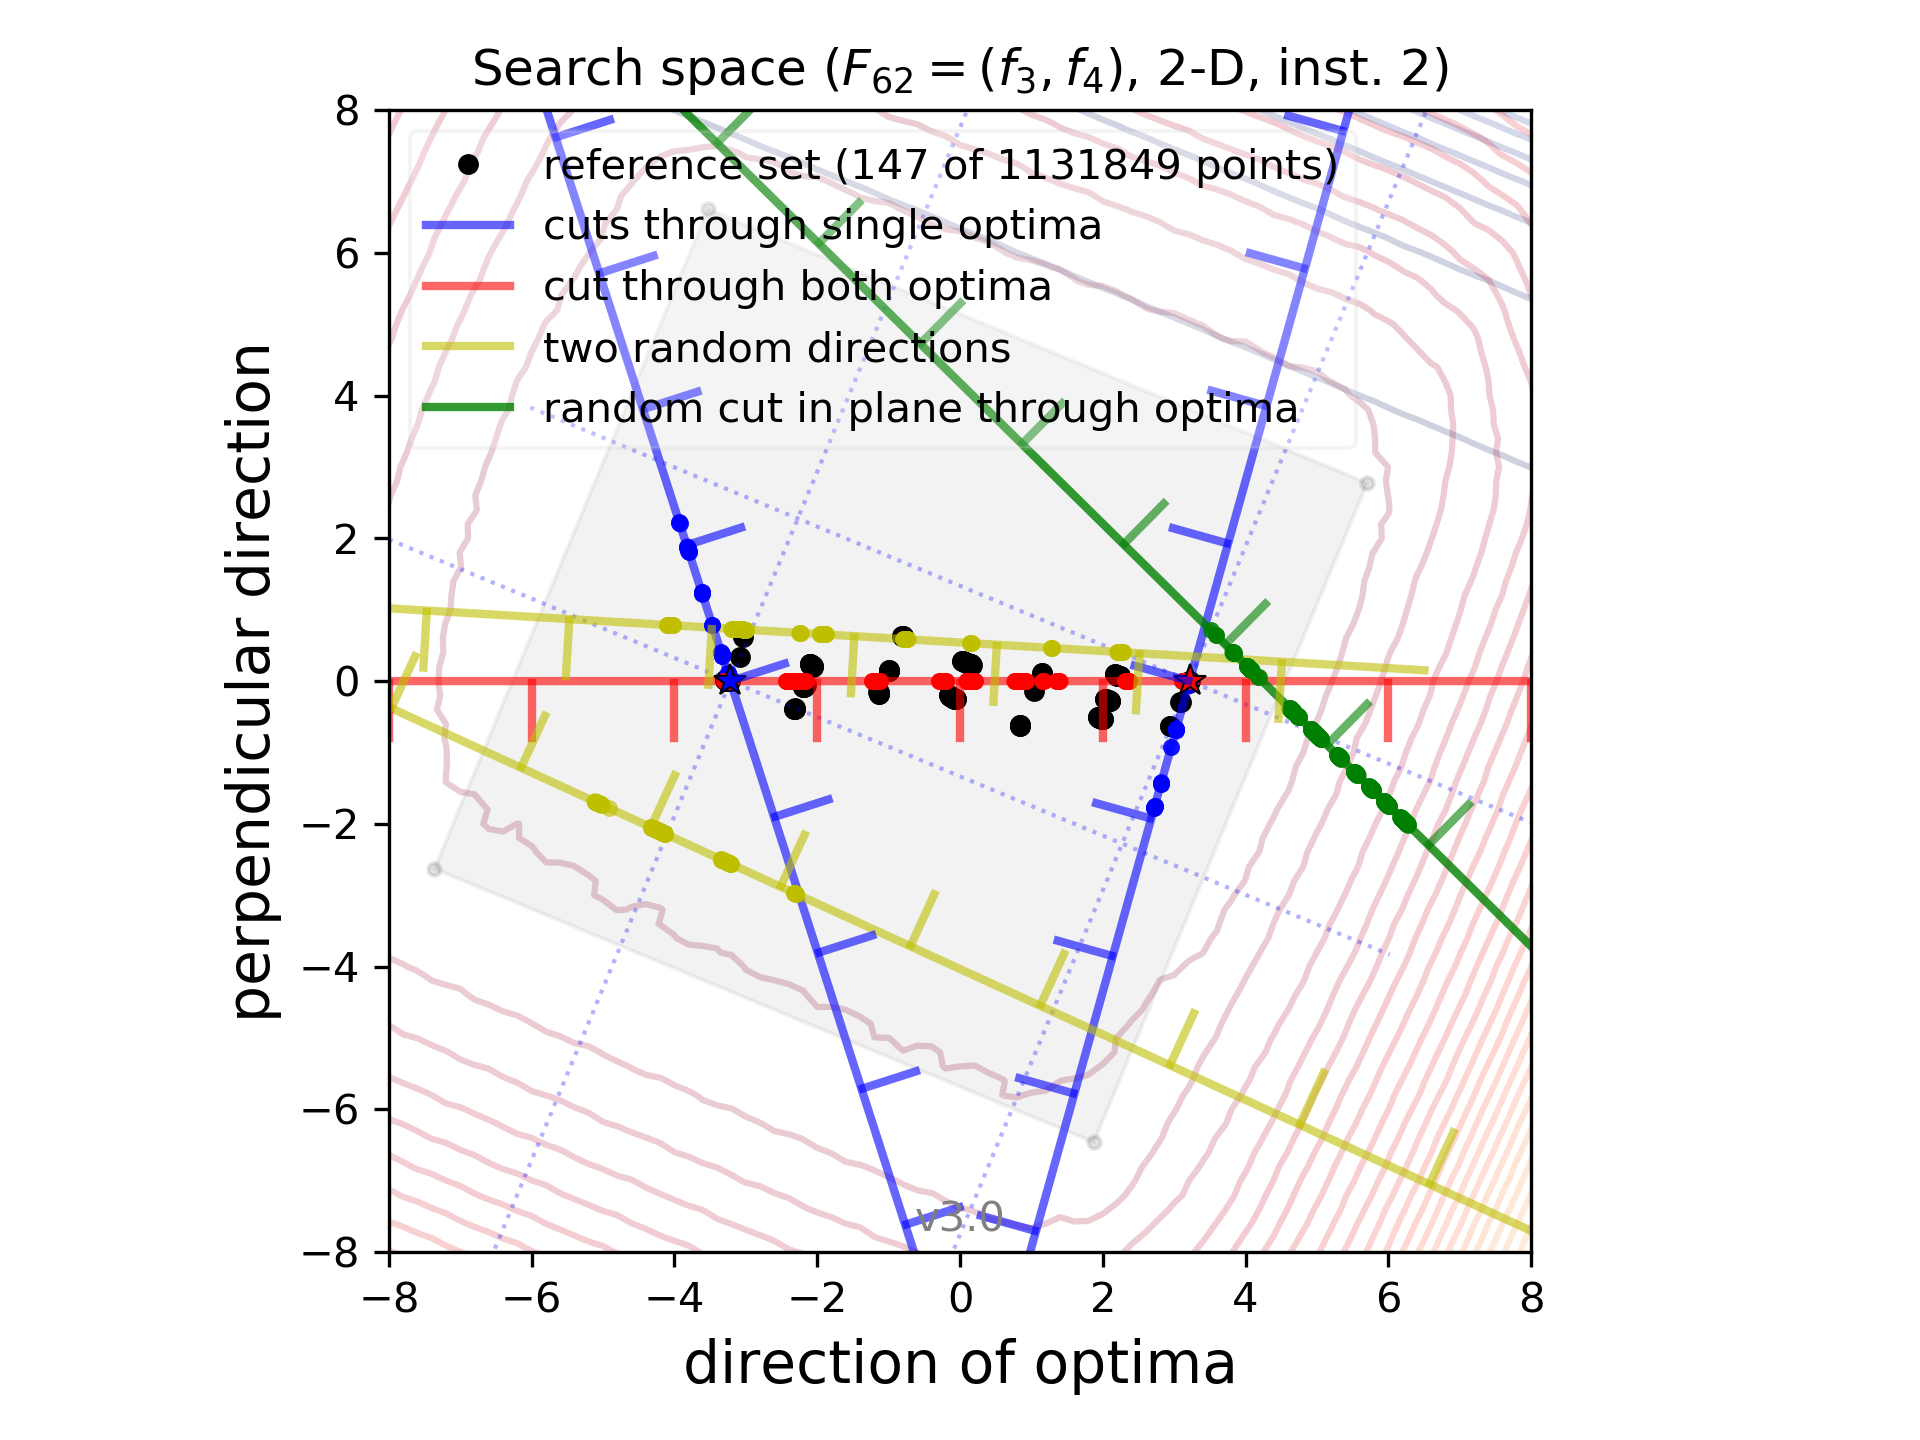 Search space (F₆₂ = (f₃, f₄), 2-D, inst. 2)
reference set (147 of 1131849 points)
cuts through single optima
cut through both optima
two random directions
random cut in plane through optima
8
6
4
2
0
−2
−4
−6
−8
perpendicular direction
v3.0
−8 −6 −4 −2 0 2 4 6 8
direction of optima